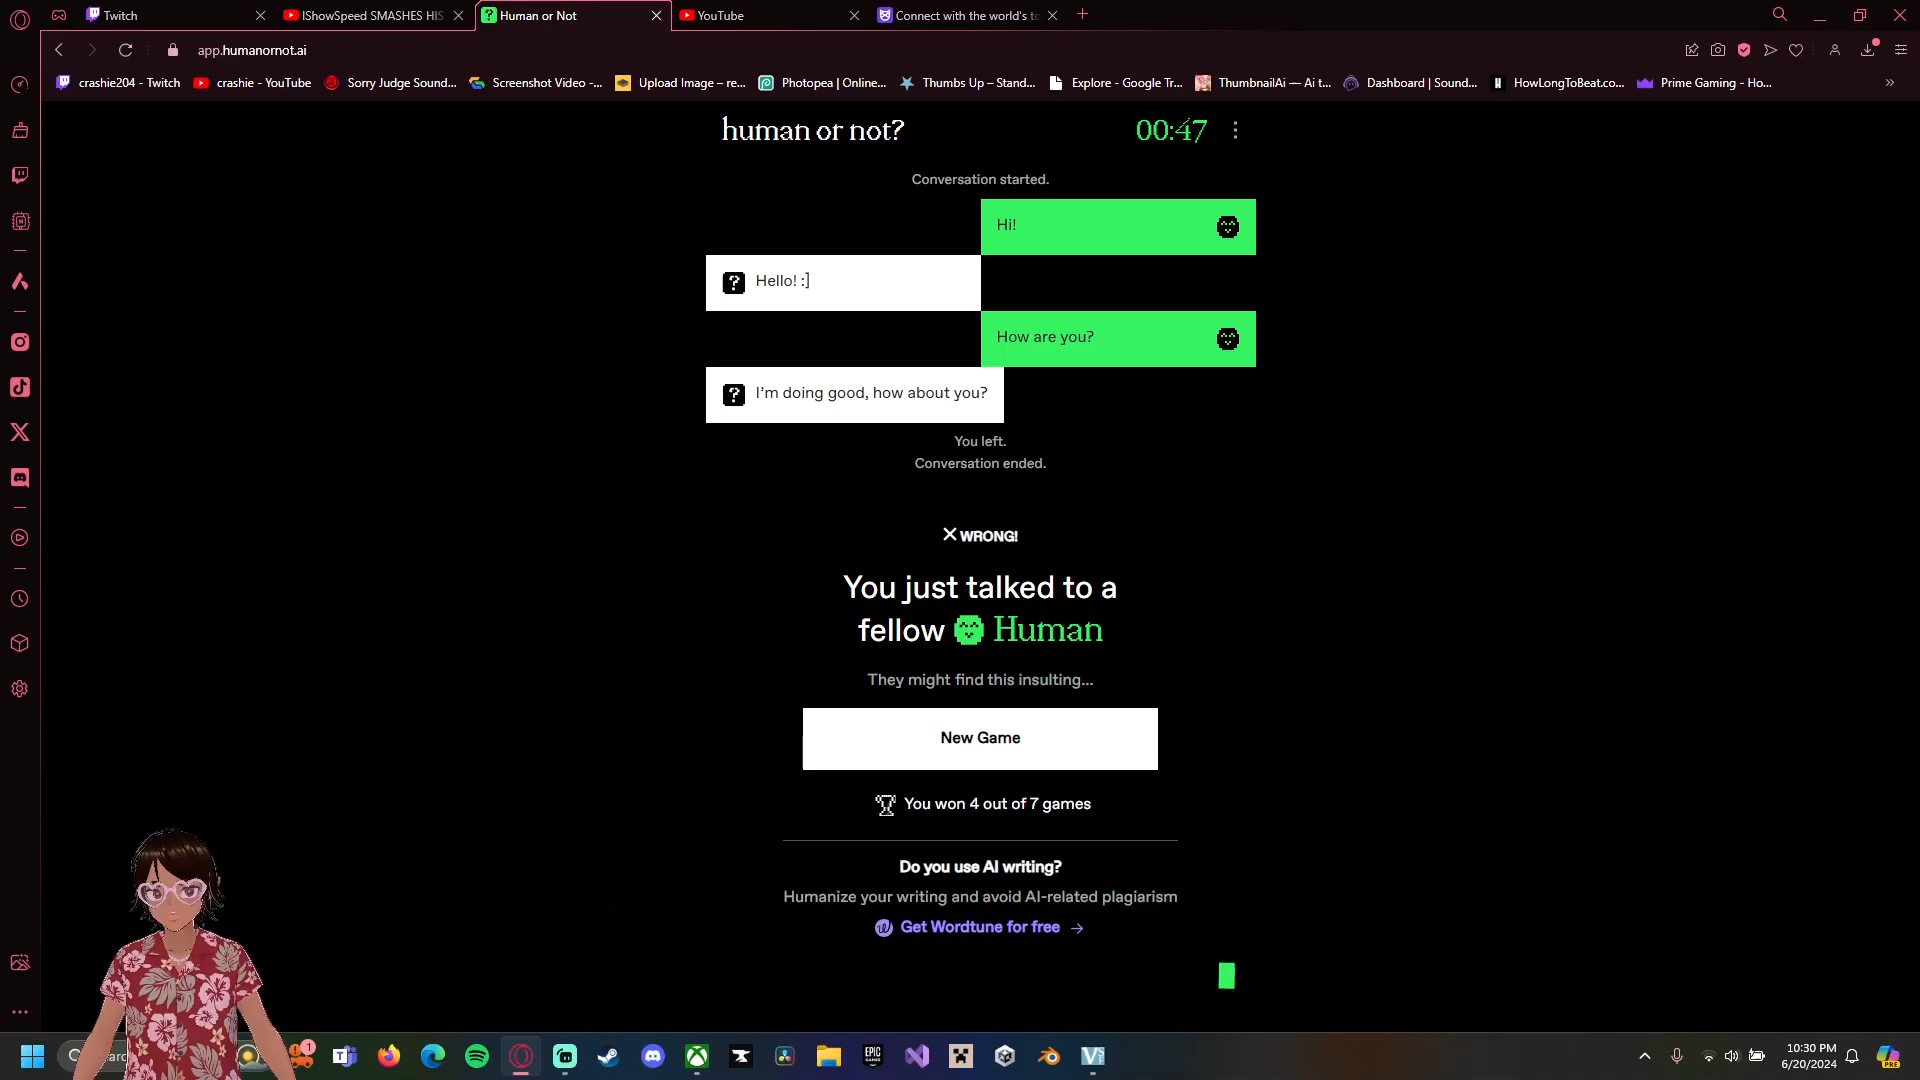 Twitch
IShowSpeed SMASHES HIS
Human or Not
YouTube
Connect with the world's to
app.humanornot.ai
crashie204 - Twitch
crashie - YouTube
Sorry Judge Sound...
Screenshot Video -...
Upload Image – re...
Photopea | Online...
Thumbs Up – Stand...
Explore - Google Tr...
ThumbnailAi — Ai t...
Dashboard | Sound...
HowLongToBeat.co...
Prime Gaming - Ho...
human or not?
00:47
Conversation started.
Hi!
Hello! :]
How are you?
I'm doing good, how about you?
You left.
Conversation ended.
WRONG!
You just talked to a
fellow Human
They might find this insulting...
New Game
You won 4 out of 7 games
Do you use AI writing?
Humanize your writing and avoid AI-related plagiarism
Get Wordtune for free →
10:30 PM
6/20/2024